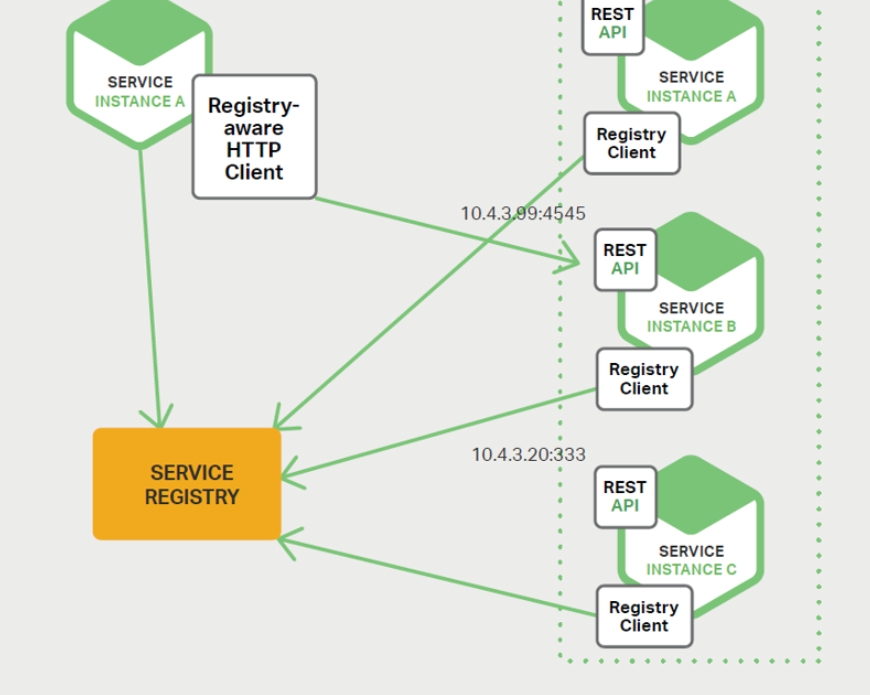 SERVICE
INSTANCE A
Registry-
aware
HTTP
Client
REST
API
SERVICE
INSTANCE A
Registry
Client
10.4.3.99:4545
REST
API
SERVICE
INSTANCE B
Registry
Client
10.4.3.20:333
SERVICE
REGISTRY
REST
API
SERVICE
INSTANCE C
Registry
Client